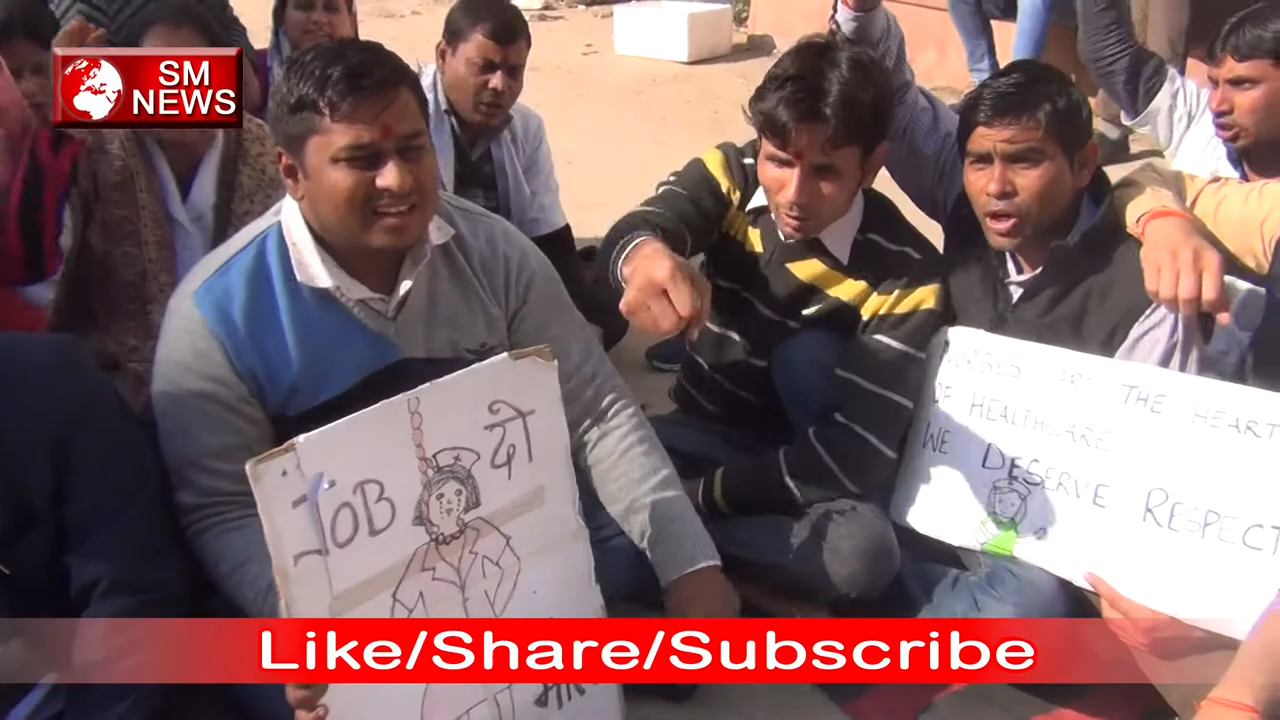 SM
NEWS
JOB दो
NURSES ARE THE HEART
OF HEALTHCARE
WE DESERVE RESPECT
Like/Share/Subscribe